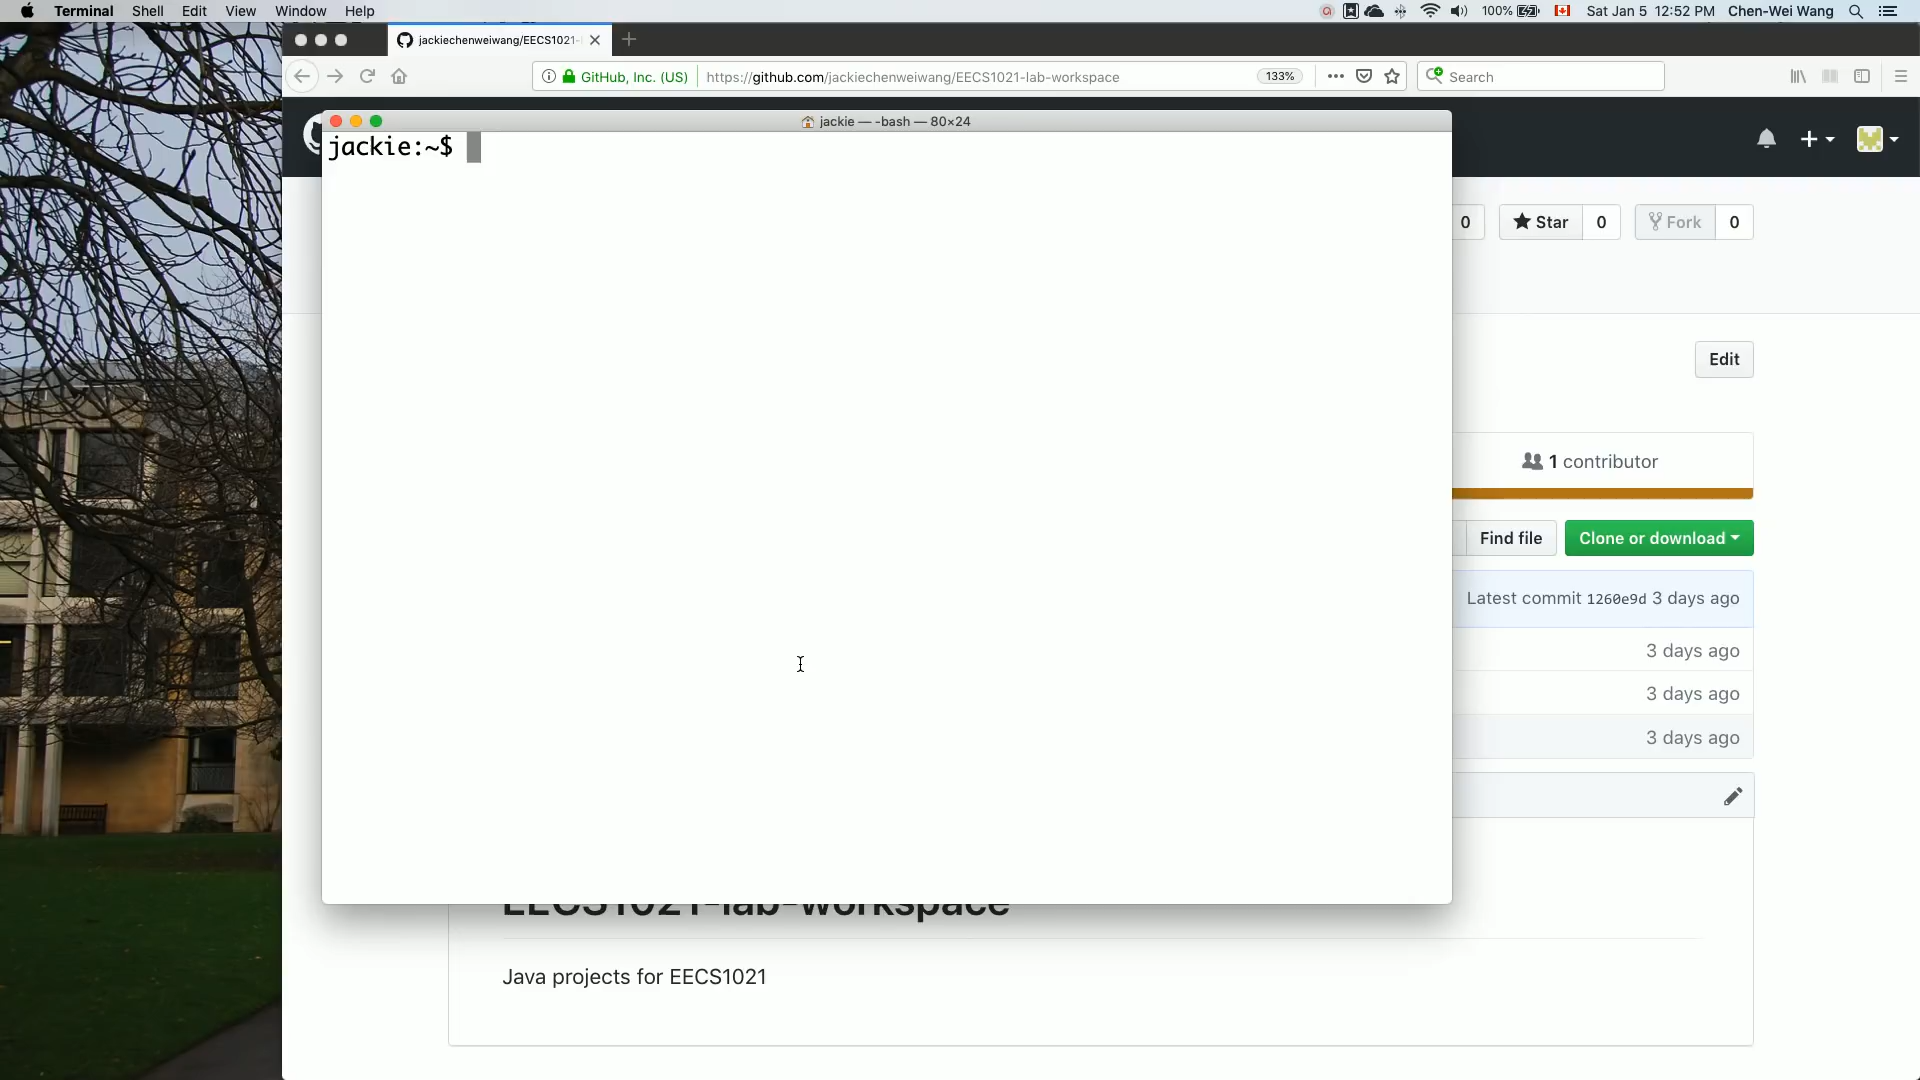 Terminal Shell Edit View Window Help 100% Sat Jan 5 12:52 PM Chen-Wei Wang
jackiechenweiwang/EECS1021-
GitHub, Inc. (US) https://github.com/jackiechenweiwang/EECS1021-lab-workspace 133% Search
jackie — -bash — 80×24
jackie:~$
0 Star 0 Fork 0
Edit
1 contributor
Find file Clone or download
Latest commit 1260e9d 3 days ago
3 days ago
3 days ago
3 days ago
EECS1021-lab-workspace
Java projects for EECS1021